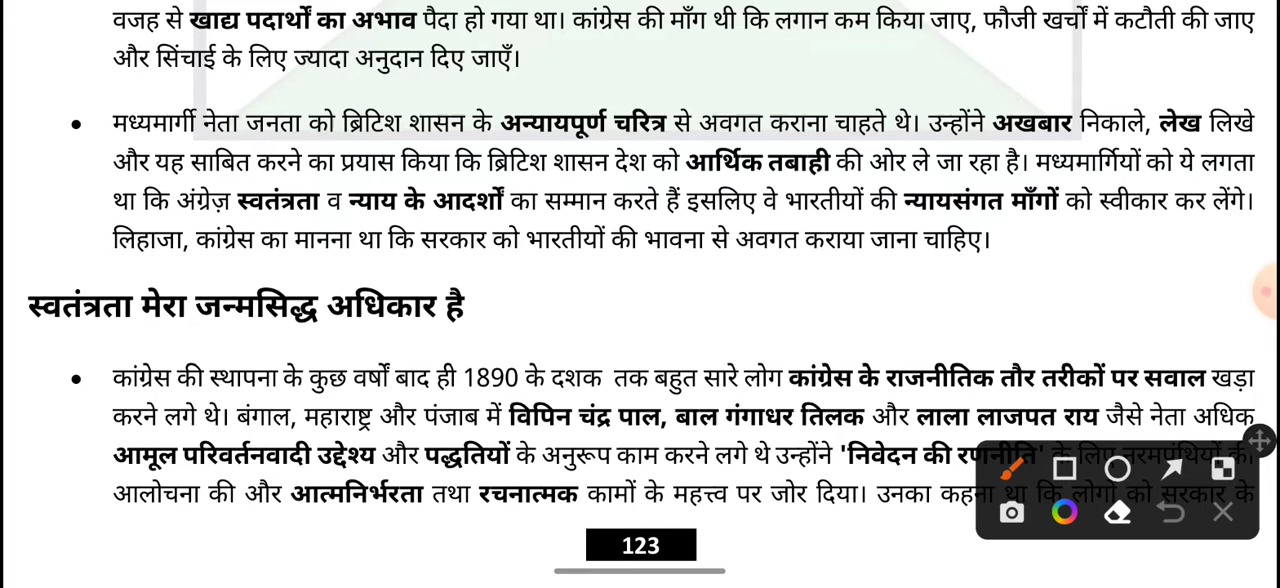 वजह से खाद्य पदार्थों का अभाव पैदा हो गया था। कांग्रेस की माँग थी कि लगान कम किया जाए, फौजी खर्चों में कटौती की जाए
और सिंचाई के लिए ज्यादा अनुदान दिए जाएँ।
• मध्यमार्गी नेता जनता को ब्रिटिश शासन के अन्यायपूर्ण चरित्र से अवगत कराना चाहते थे। उन्होंने अखबार निकाले, लेख लिखे
और यह साबित करने का प्रयास किया कि ब्रिटिश शासन देश को आर्थिक तबाही की ओर ले जा रहा है। मध्यमार्गियों को ये लगता
था कि अंग्रेज़ स्वतंत्रता व न्याय के आदर्शों का सम्मान करते हैं इसलिए वे भारतीयों की न्यायसंगत माँगों को स्वीकार कर लेंगे।
लिहाजा, कांग्रेस का मानना था कि सरकार को भारतीयों की भावना से अवगत कराया जाना चाहिए।
स्वतंत्रता मेरा जन्मसिद्ध अधिकार है
• कांग्रेस की स्थापना के कुछ वर्षों बाद ही 1890 के दशक तक बहुत सारे लोग कांग्रेस के राजनीतिक तौर तरीकों पर सवाल खड़ा
करने लगे थे। बंगाल, महाराष्ट्र और पंजाब में विपिन चंद्र पाल, बाल गंगाधर तिलक और लाला लाजपत राय जैसे नेता अधिक
आमूल परिवर्तनवादी उद्देश्य और पद्धतियों के अनुरूप काम करने लगे थे उन्होंने 'निवेदन की रणनीति' के लिए नरमपंथियों की
आलोचना की और आत्मनिर्भरता तथा रचनात्मक कामों के महत्त्व पर जोर दिया। उनका कहना था कि लोगों को सरकार के
123